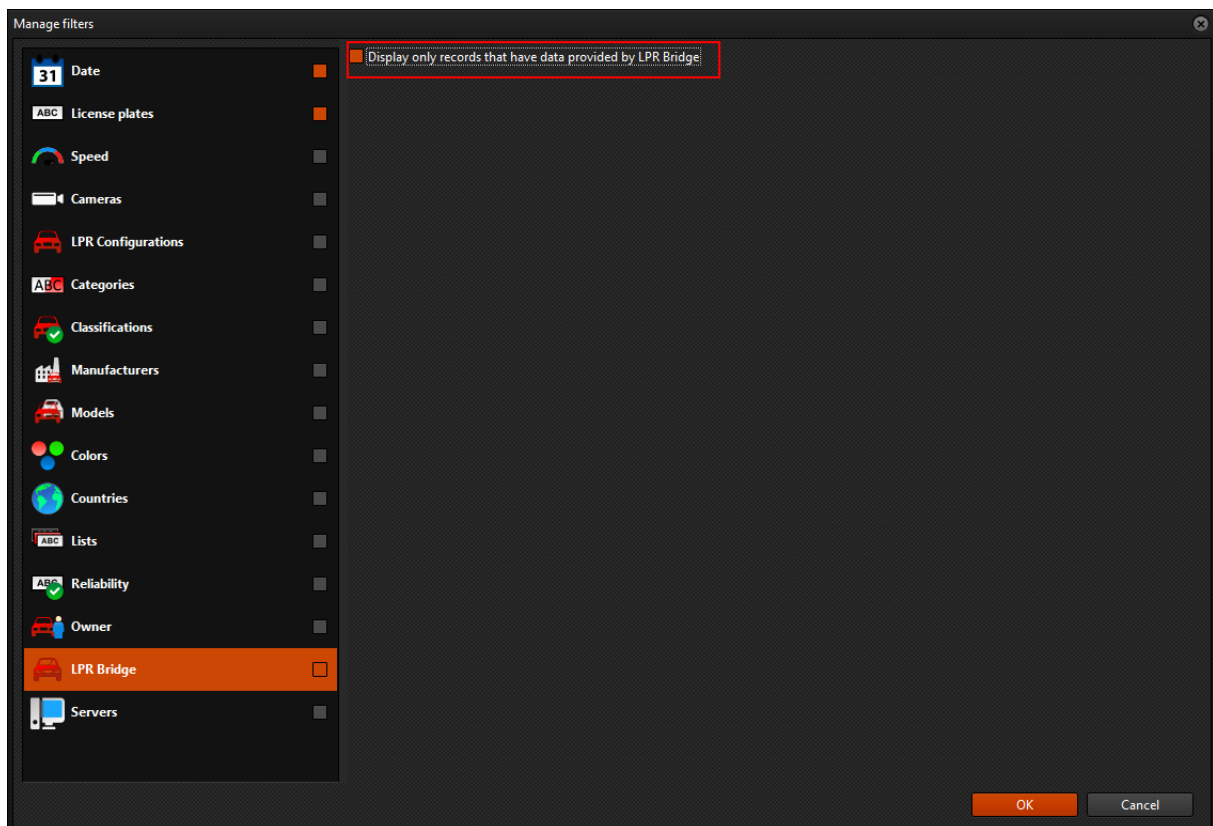 Manage filters
31 Date
ABC License plates
Speed
Cameras
LPR Configurations
ABC Categories
Classifications
Manufacturers
Models
Colors
Countries
ABC Lists
ABC Reliability
Owner
LPR Bridge
Servers
Display only records that have data provided by LPR Bridge
OK Cancel